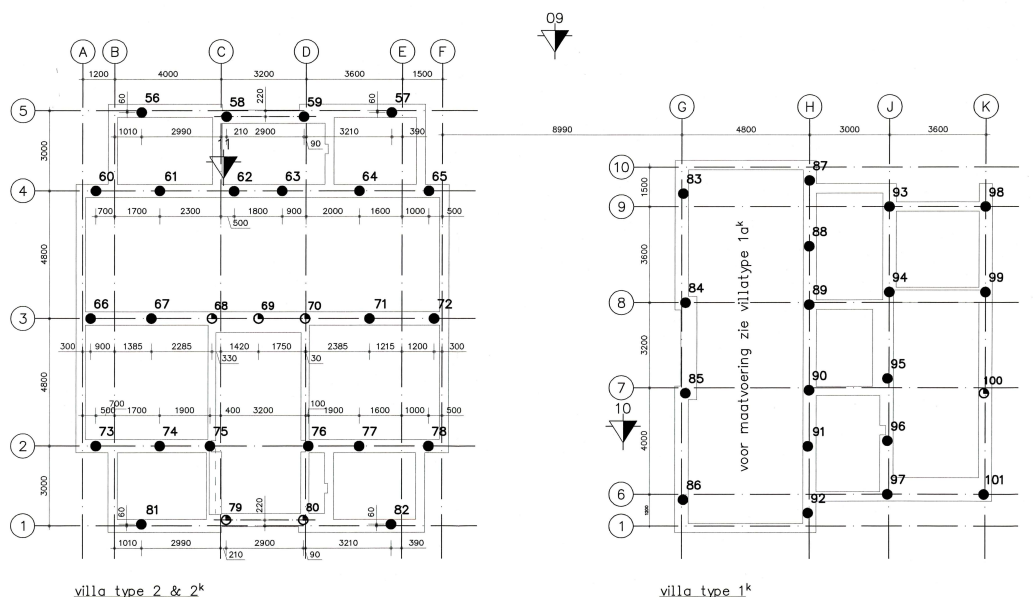 09
A B C D E F
1200 4000 3200 3600 1500
G H J K
8990 4800 3000 3600
5 60 56 58 220 59 60 57
1010 2990 210 2900 3210 390
11 90
3000
4 60 61 62 63 64 65
700 1700 2300 1800 900 2000 1600 1000 500
500
4800
3 66 67 68 69 70 71 72
300 900 1385 2285 1420 1750 2385 1215 1200 300
330 30
4800
700 100
500 1700 1900 400 3200 1900 1600 1000 500
2 73 74 75 76 77 78
3000
1 60 81 79 220 80 60 82
1010 2990 2900 3210 390
210 90
villa type 2 & 2k
10 87
1500 83
9 93 98
3600 88
voor maatvoering zie villatype 1ak
94 99
8 84 89
3200
95
7 85 90 100
10
4000 91 96
6 86 92 97 101
1
villa type 1k